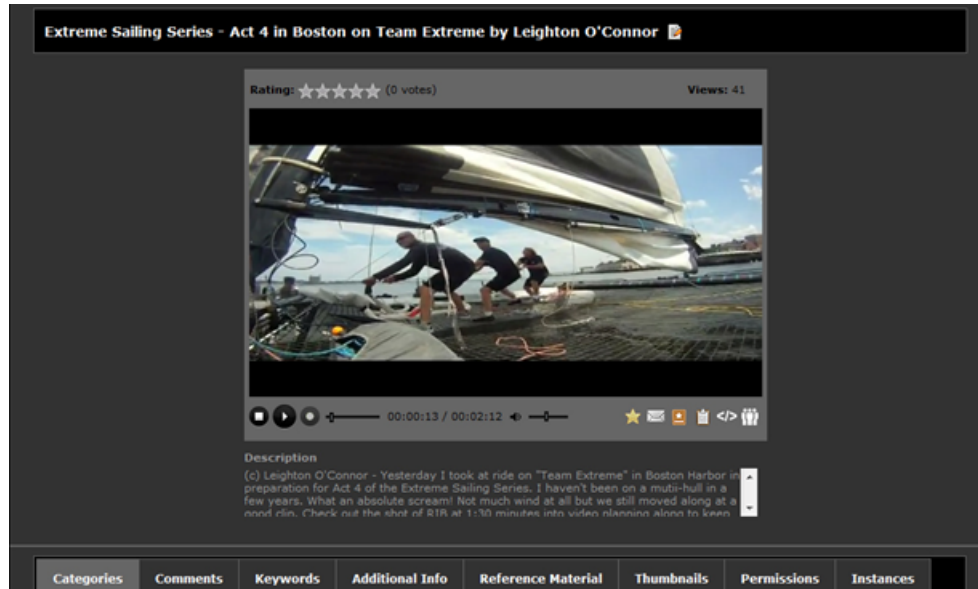 Extreme Sailing Series - Act 4 in Boston on Team Extreme by Leighton O'Connor
Rating: (0 votes) Views: 41
00:00:13 / 00:02:12 </>
Description
(c) Leighton O'Connor - Yesterday I took at ride on "Team Extreme" in Boston Harbor in
preparation for Act 4 of the Extreme Sailing Series. I haven't been on a mutii-hull in a
few years. What an absolute scream! Not much wind at all but we still moved along at a
good clip. Check out the shot of RIB at 1:30 minutes into video planning along to keep
Categories Comments Keywords Additional Info Reference Material Thumbnails Permissions Instances